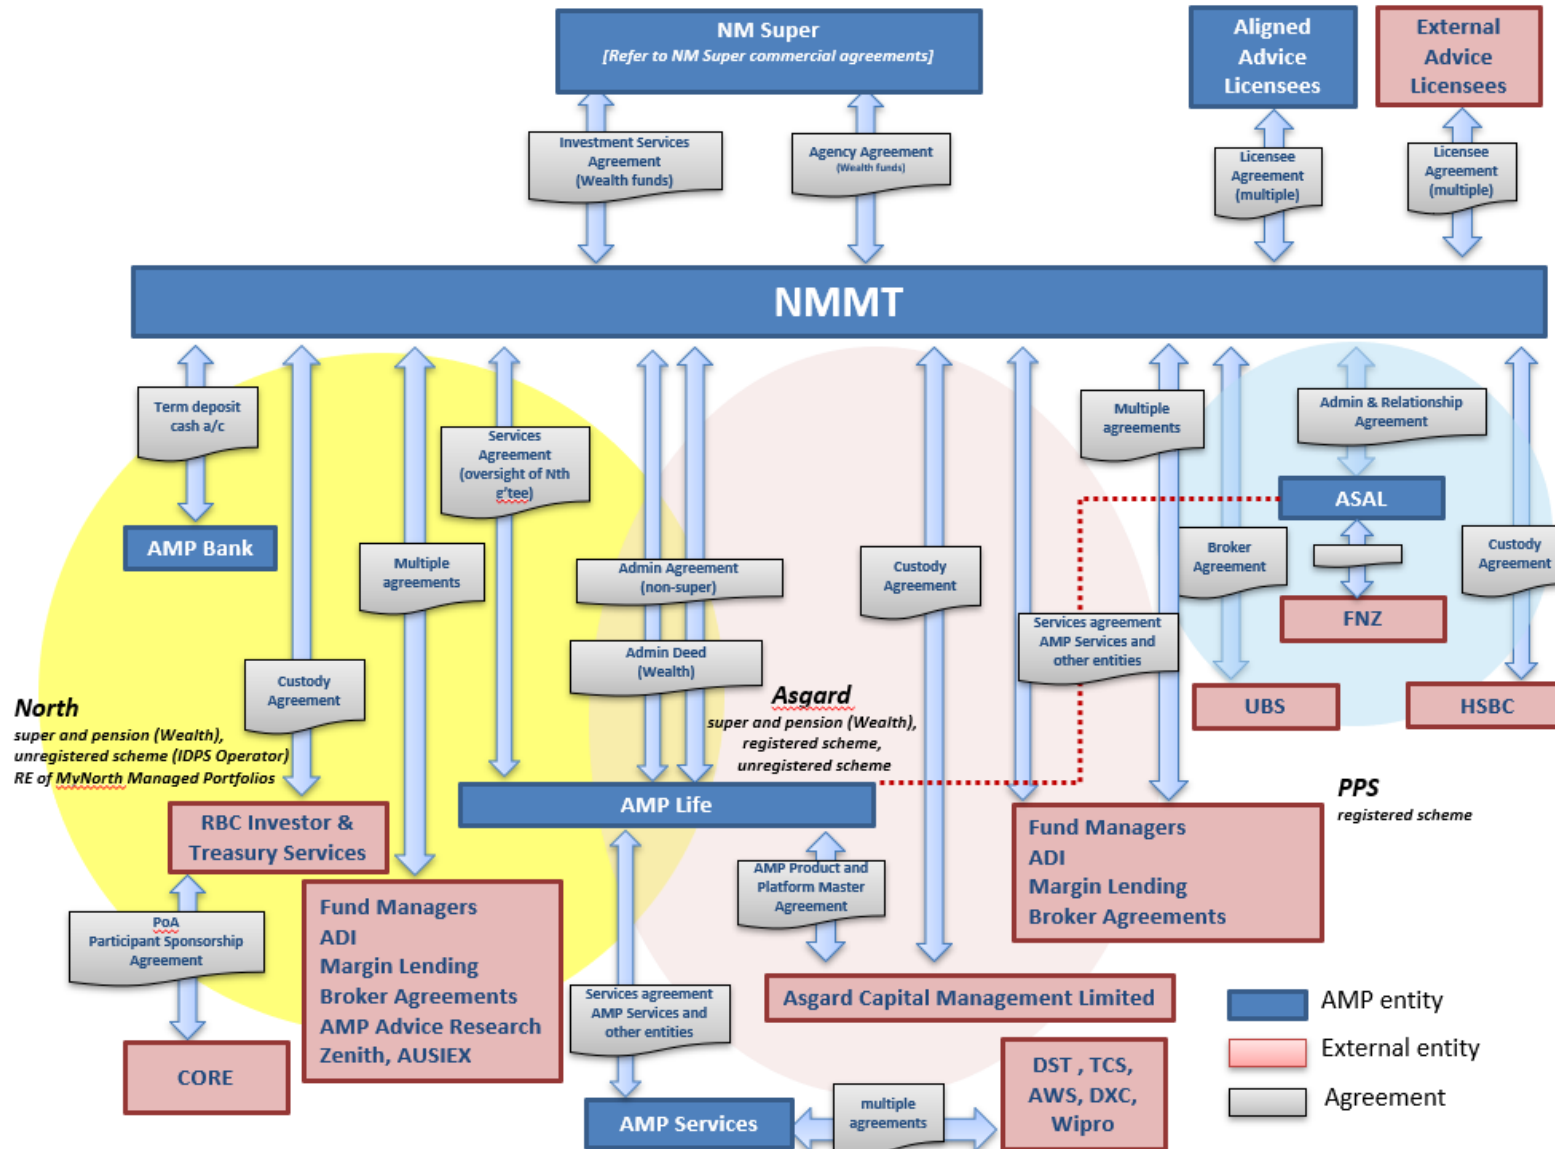 NM Super
[Refer to NM Super commercial agreements]
Aligned
Advice
Licensees
External
Advice
Licensees
Investment Services
Agreement
(Wealth funds)
Agency Agreement
(Wealth funds)
Licensee
Agreement
(multiple)
Licensee
Agreement
(multiple)
NMMT
Term deposit
cash a/c
Services
Agreement
(oversight of Nth
g'tee)
Multiple
agreements
Admin & Relationship
Agreement
AMP Bank
ASAL
Multiple
agreements
Admin Agreement
(non-super)
Custody
Agreement
Broker
Agreement
Custody
Agreement
FNZ
Services agreement
AMP Services and
other entities
Admin Deed
(Wealth)
Custody
Agreement
North
super and pension (Wealth),
unregistered scheme (IDPS Operator)
RE of MyNorth Managed Portfolios
Asgard
super and pension (Wealth),
registered scheme,
unregistered scheme
UBS
HSBC
PPS
registered scheme
AMP Life
RBC Investor &
Treasury Services
Fund Managers
ADI
Margin Lending
Broker Agreements
AMP Product and
Platform Master
Agreement
PoA
Participant Sponsorship
Agreement
Fund Managers
ADI
Margin Lending
Broker Agreements
AMP Advice Research
Zenith, AUSIEX
Services agreement
AMP Services and
other entities
Asgard Capital Management Limited
CORE
AMP Services
multiple
agreements
DST , TCS,
AWS, DXC,
Wipro
AMP entity
External entity
Agreement